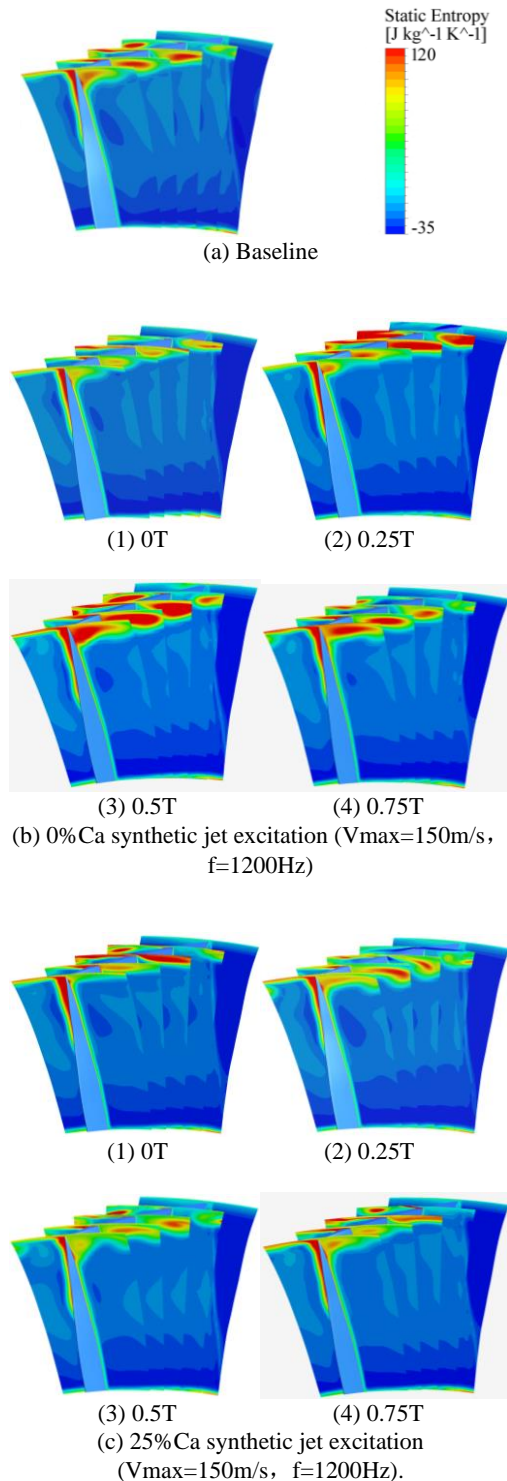 Static Entropy
[J kg^-1 K^-1]
120
-35
(a) Baseline
(1) 0T
(2) 0.25T
(3) 0.5T
(4) 0.75T
(b) 0%Ca synthetic jet excitation (Vmax=150m/s,
f=1200Hz)
(1) 0T
(2) 0.25T
(3) 0.5T
(4) 0.75T
(c) 25%Ca synthetic jet excitation
(Vmax=150m/s,f=1200Hz).